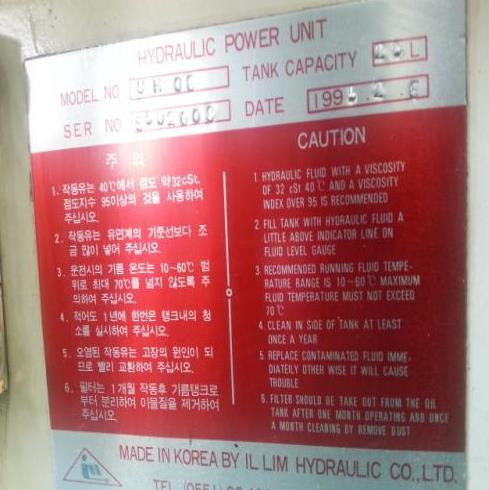 HYDRAULIC POWER UNIT
MODEL NO
TANK CAPACITY
SER NO
DATE 199
주 의
1. 작동유는 40℃에서 점도 약32cSt,
점도지수 95이상의 것을 사용하여
주십시오.
2. 작동유는 유면계의 기준선보다 조
금 많이 넣어 주십시오.
3. 운전시의 기름 온도는 10~60℃ 범
위로 최대 70℃를 넘지 않도록 주
의하여 주십시오.
4. 적어도 1년에 한번은 탱크내의 청
소를 실시하여 주십시오.
5. 오염된 작동유는 고장의 원인이 되
므로 빨리 교환하여 주십시오.
6. 필터는 1개월 작동후 기름탱크로
부터 분리하여 이물질을 제거하여
주십시오.
CAUTION
1. HYDRAULIC FLUID WITH A VISCOSITY
OF 32 cSt 40℃ AND A VISCOSITY
INDEX OVER 95 IS RECOMMENDED
2. FILL TANK WITH HYDRAULIC FLUID A
LITTLE ABOVE INDICATOR LINE ON
FLUID LEVEL GAUGE
3. RECOMMENDED RUNNING FLUID TEMPE-
RATURE RANGE IS 10~60℃ MAXIMUM
FLUID TEMPERATURE MUST NOT EXCEED
70℃
4. CLEAN IN SIDE OF TANK AT LEAST
ONCE A YEAR
5. REPLACE CONTAMINATED FLUID IMME-
DIATELY OTHER WISE IT WILL CAUSE
TROUBLE
6. FILTER SHOULD BE TAKE OUT FROM THE OIL
TANK AFTER ONE MONTH OPERATING AND ONCE
A MONTH CLEANING BY REMOVE DUST
MADE IN KOREA BY IL LIM HYDRAULIC CO., LTD.
TEL (0551)